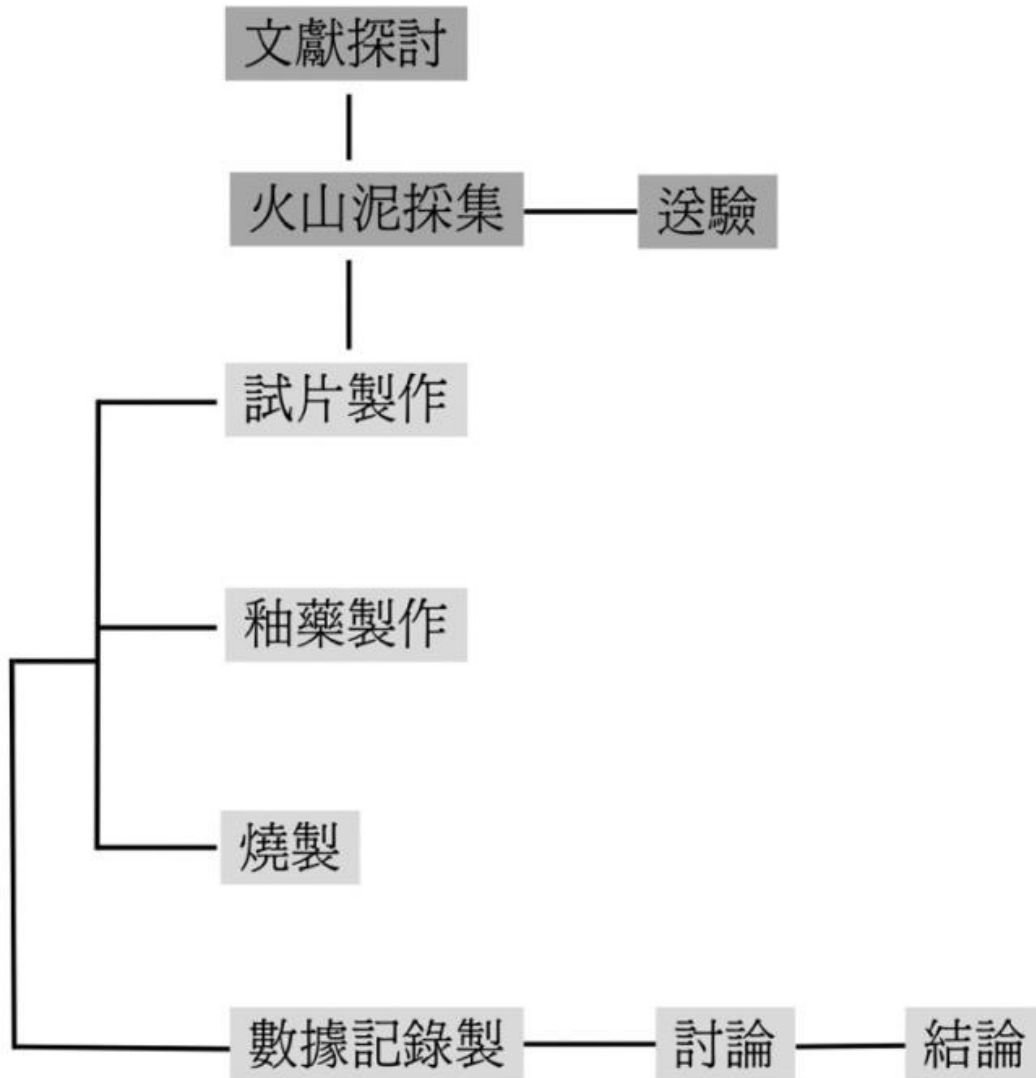 文獻探討
火山泥採集
送驗
試片製作
釉藥製作
燒製
數據記錄製
討論
結論